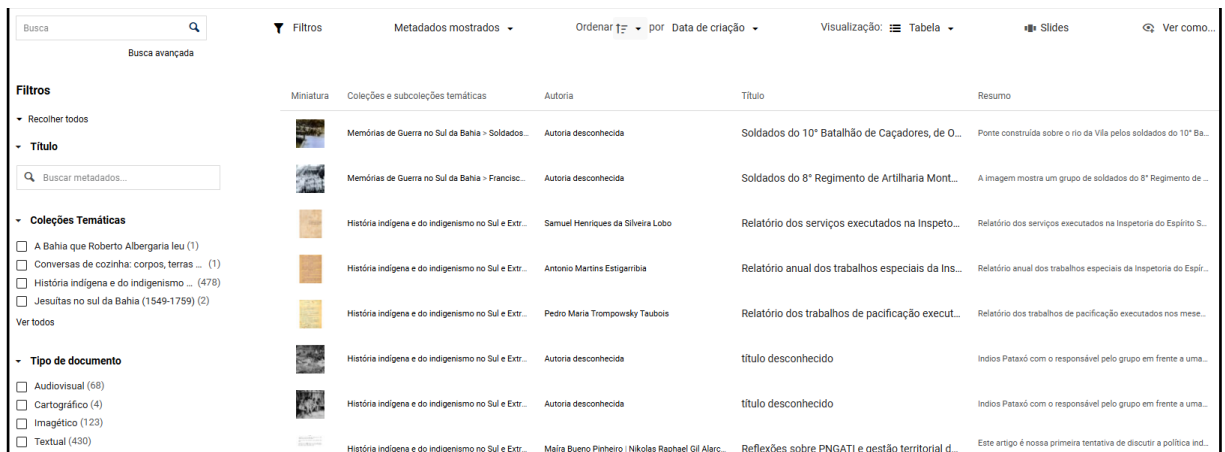 Busca
Filtros
Metadados mostrados
Ordenar
por
Data de criação
Visualização:
Tabela
Slides
Ver como...
Busca avançada
Filtros
Recolher todos
Título
Buscar metadados...
Coleções Temáticas
A Bahia que Roberto Albergaria leu (1)
Conversas de cozinha: corpos, terras ... (1)
História indígena e do indigenismo ... (478)
Jesuítas no sul da Bahia (1549-1759) (2)
Ver todos
Tipo de documento
Audiovisual (68)
Cartográfico (4)
Imagético (123)
Textual (430)
Miniatura Coleções e subcoleções temáticas Autoria Título Resumo
Memórias de Guerra no Sul da Bahia > Soldados... Autoria desconhecida Soldados do 10° Batalhão de Caçadores, de O... Ponte construída sobre o rio da Vila pelos soldados do 10° Ba...
Memórias de Guerra no Sul da Bahia > Francisc... Autoria desconhecida Soldados do 8° Regimento de Artilharia Mont... A imagem mostra um grupo de soldados do 8° Regimento de ...
História indígena e do indigenismo no Sul e Extr... Samuel Henriques da Silveira Lobo Relatório dos serviços executados na Inspeto... Relatório dos serviços executados na Inspetoria do Espírito S...
História indígena e do indigenismo no Sul e Extr... Antonio Martins Estigarribia Relatório anual dos trabalhos especiais da Ins... Relatório anual dos trabalhos especiais da Inspetoria do Espír...
História indígena e do indigenismo no Sul e Extr... Pedro Maria Trompowsky Taubois Relatório dos trabalhos de pacificação execut... Relatório dos trabalhos de pacificação executados nos mese...
História indígena e do indigenismo no Sul e Extr... Autoria desconhecida título desconhecido Indios Pataxó com o responsável pelo grupo em frente a uma...
História indígena e do indigenismo no Sul e Extr... Autoria desconhecida título desconhecido Indios Pataxó com o responsável pelo grupo em frente a uma...
História indígena e do indigenismo no Sul e Extr... Maíra Bueno Pinheiro | Nikolas Raphael Gil Alarc... Reflexões sobre PNGATI e gestão territorial d... Este artigo é nossa primeira tentativa de discutir a política ind...